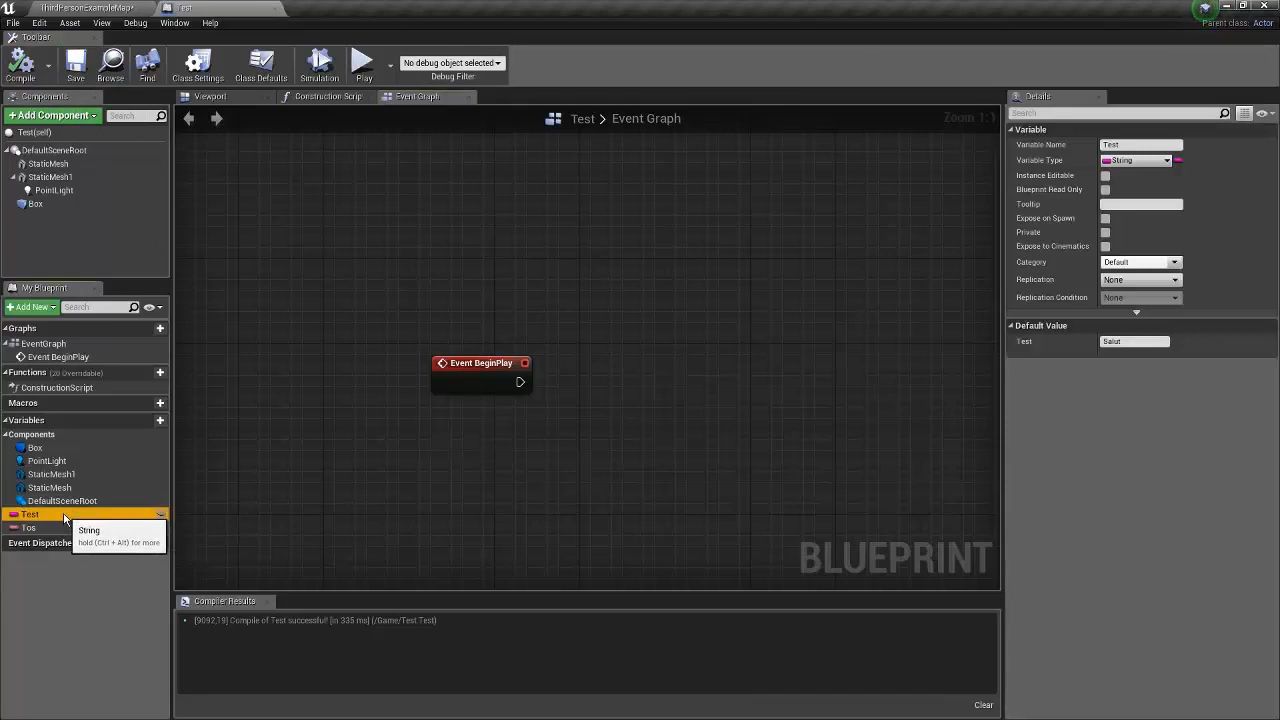 ThirdPersonExampleMap*
Test
File Edit Asset View Debug Window Help
Parent class: Actor
Toolbar
Compile
Save
Browse
Find
Class Settings
Class Defaults
Simulation
Play
No debug object selected
Debug Filter
Components
+Add Component
Search
Test(self)
DefaultSceneRoot
StaticMesh
StaticMesh1
PointLight
Box
My Blueprint
+Add New
Search
Graphs
EventGraph
Event BeginPlay
Functions (20 Overridable)
ConstructionScript
Macros
Variables
Components
Box
PointLight
StaticMesh1
StaticMesh
DefaultSceneRoot
Test
Tos
Event Dispatche
String
hold (Ctrl + Alt) for more
Viewport
Construction Scrip
Event Graph
Test > Event Graph
Zoom 1:1
Event BeginPlay
BLUEPRINT
Compiler Results
[9092,19] Compile of Test successful! [in 335 ms] (/Game/Test.Test)
Clear
Details
Search
Variable
Variable Name Test
Variable Type String
Instance Editable
Blueprint Read Only
Tooltip
Expose on Spawn
Private
Expose to Cinematics
Category Default
Replication None
Replication Condition None
Default Value
Test Salut